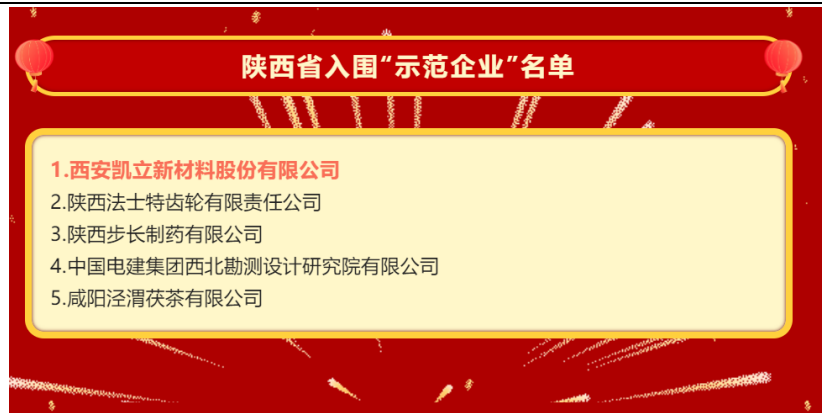 陕西省入围“示范企业”名单
1.西安凯立新材料股份有限公司
2.陕西法士特齿轮有限责任公司
3.陕西步长制药有限公司
4.中国电建集团西北勘测设计研究院有限公司
5.咸阳泾渭茯茶有限公司